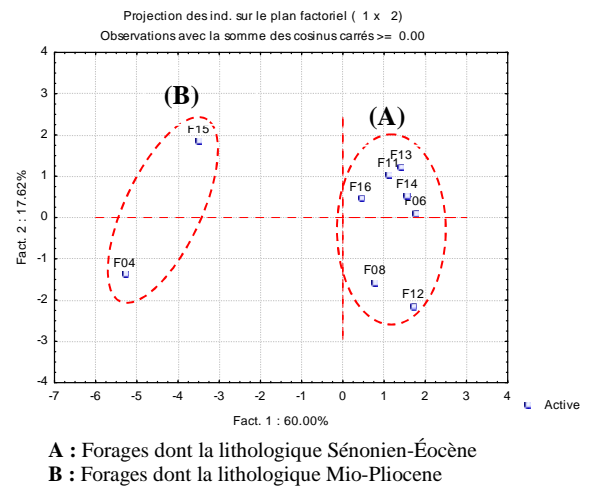 Projection des ind. sur le plan factoriel ( 1 x 2)
Observations avec la somme des cosinus carrés >= 0.00
4
3
2
1
0
-1
-2
-3
-4
Fact. 2 : 17.62%
(B)
(A)
F15
F13
F11
F14
F16
F06
F04
F08
F12
-7 -6 -5 -4 -3 -2 -1 0 1 2 3 4
Fact. 1 : 60.00%
Active
A : Forages dont la lithologique Sénonien-Éocène
B : Forages dont la lithologique Mio-Pliocene